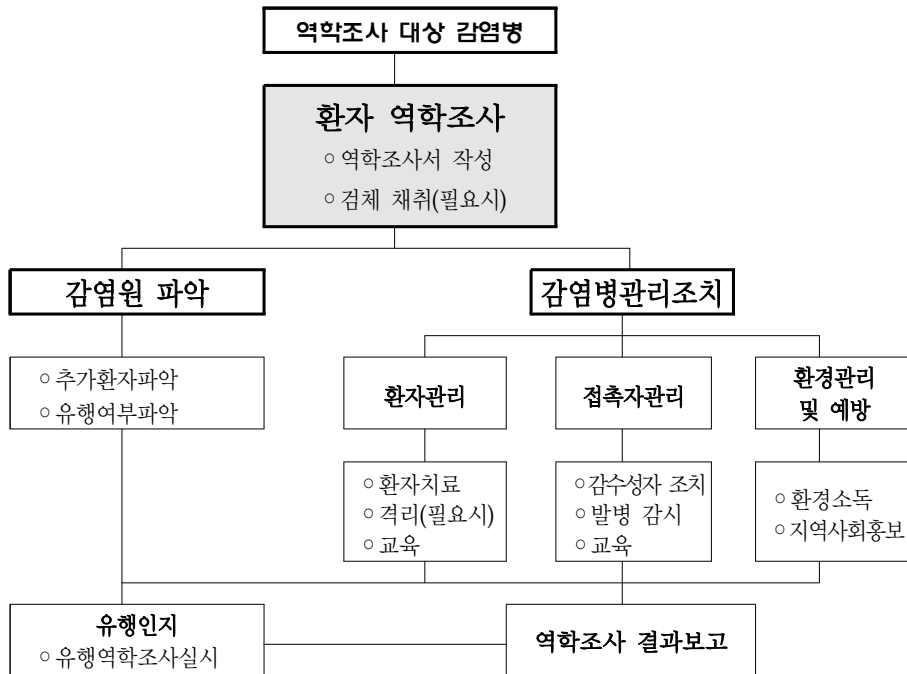 역학조사 대상 감염병
환자 역학조사
○ 역학조사서 작성
○ 검체 채취(필요시)
감염원 파악
감염병관리조치
○ 추가환자파악
○ 유행여부파악
환자관리
접촉자관리
환경관리
및 예방
○ 환자치료
○ 격리(필요시)
○ 교육
○ 감수성자 조치
○ 발병 감시
○ 교육
○ 환경소독
○ 지역사회홍보
유행인지
○ 유행역학조사실시
역학조사 결과보고